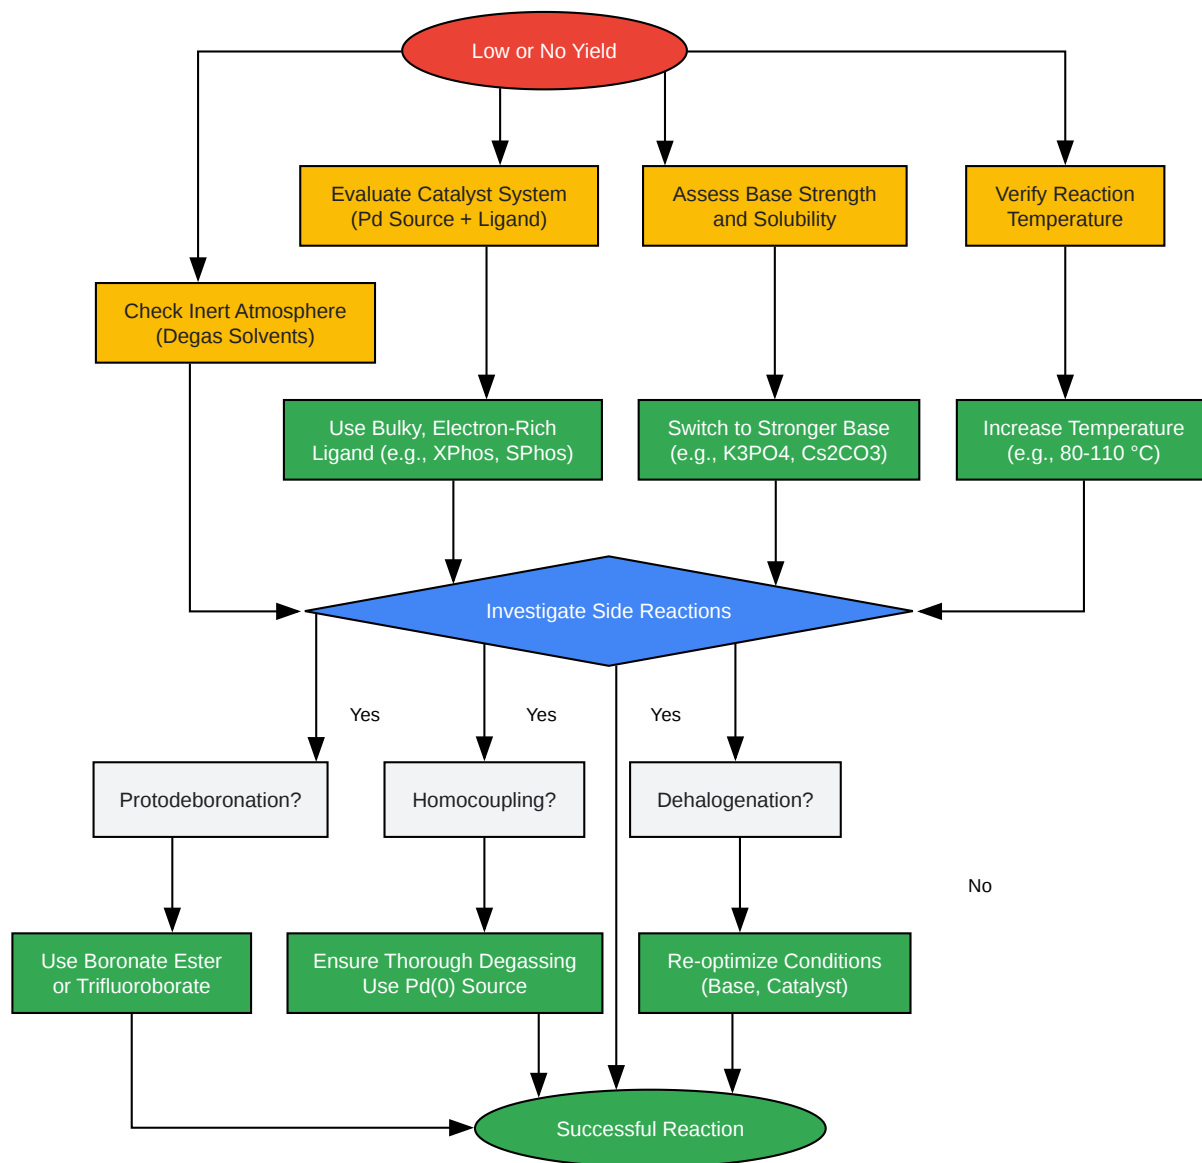 Low or No Yield
Evaluate Catalyst System
(Pd Source + Ligand)
Assess Base Strength
and Solubility
Verify Reaction
Temperature
Check Inert Atmosphere
(Degas Solvents)
Use Bulky, Electron-Rich
Ligand (e.g., XPhos, SPhos)
Switch to Stronger Base
(e.g., K3PO4, Cs2CO3)
Increase Temperature
(e.g., 80-110 °C)
Investigate Side Reactions
Yes
Yes
Yes
Protodeboronation?
Homocoupling?
Dehalogenation?
No
Use Boronate Ester
or Trifluoroborate
Ensure Thorough Degassing
Use Pd(0) Source
Re-optimize Conditions
(Base, Catalyst)
Successful Reaction